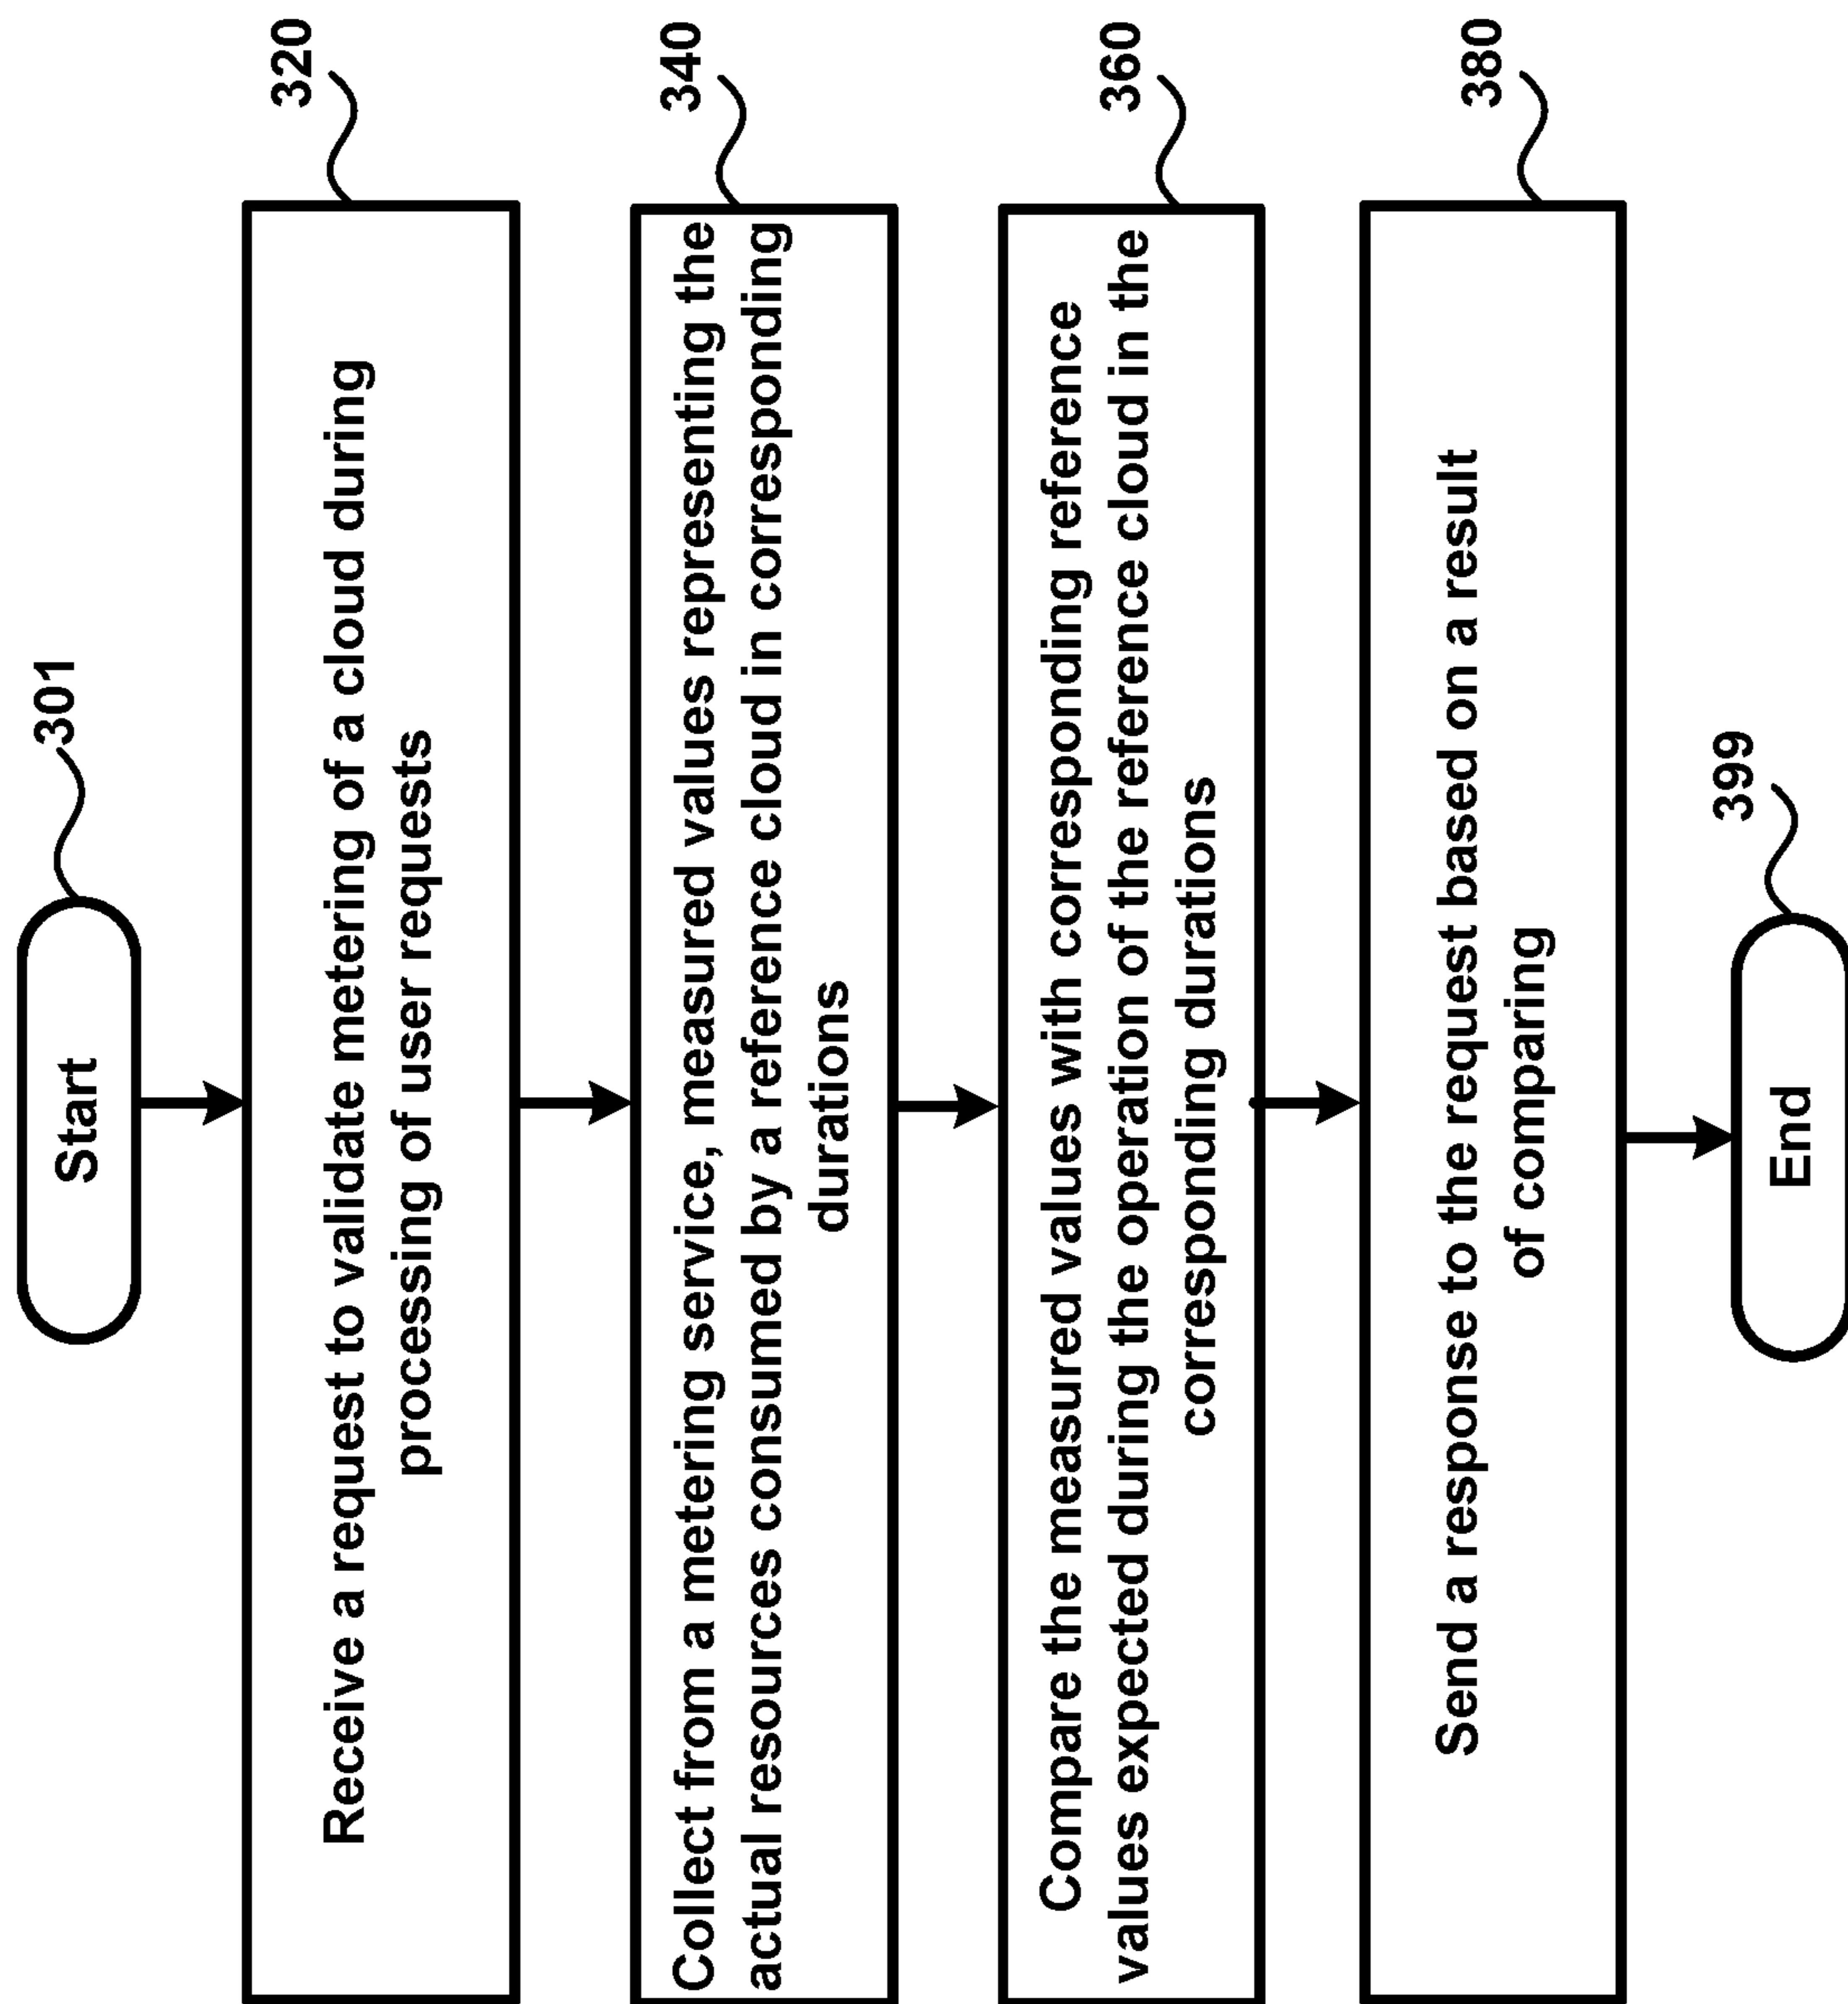 301
Start
320
Receive a request to validate metering of a cloud during
processing of user requests
340
Collect from a metering service, measured values representing the
actual resources consumed by a reference cloud in corresponding
durations
360
Compare the measured values with corresponding reference
values expected during the operation of the reference cloud in the
corresponding durations
380
Send a response to the request based on a result
of comparing
399
End